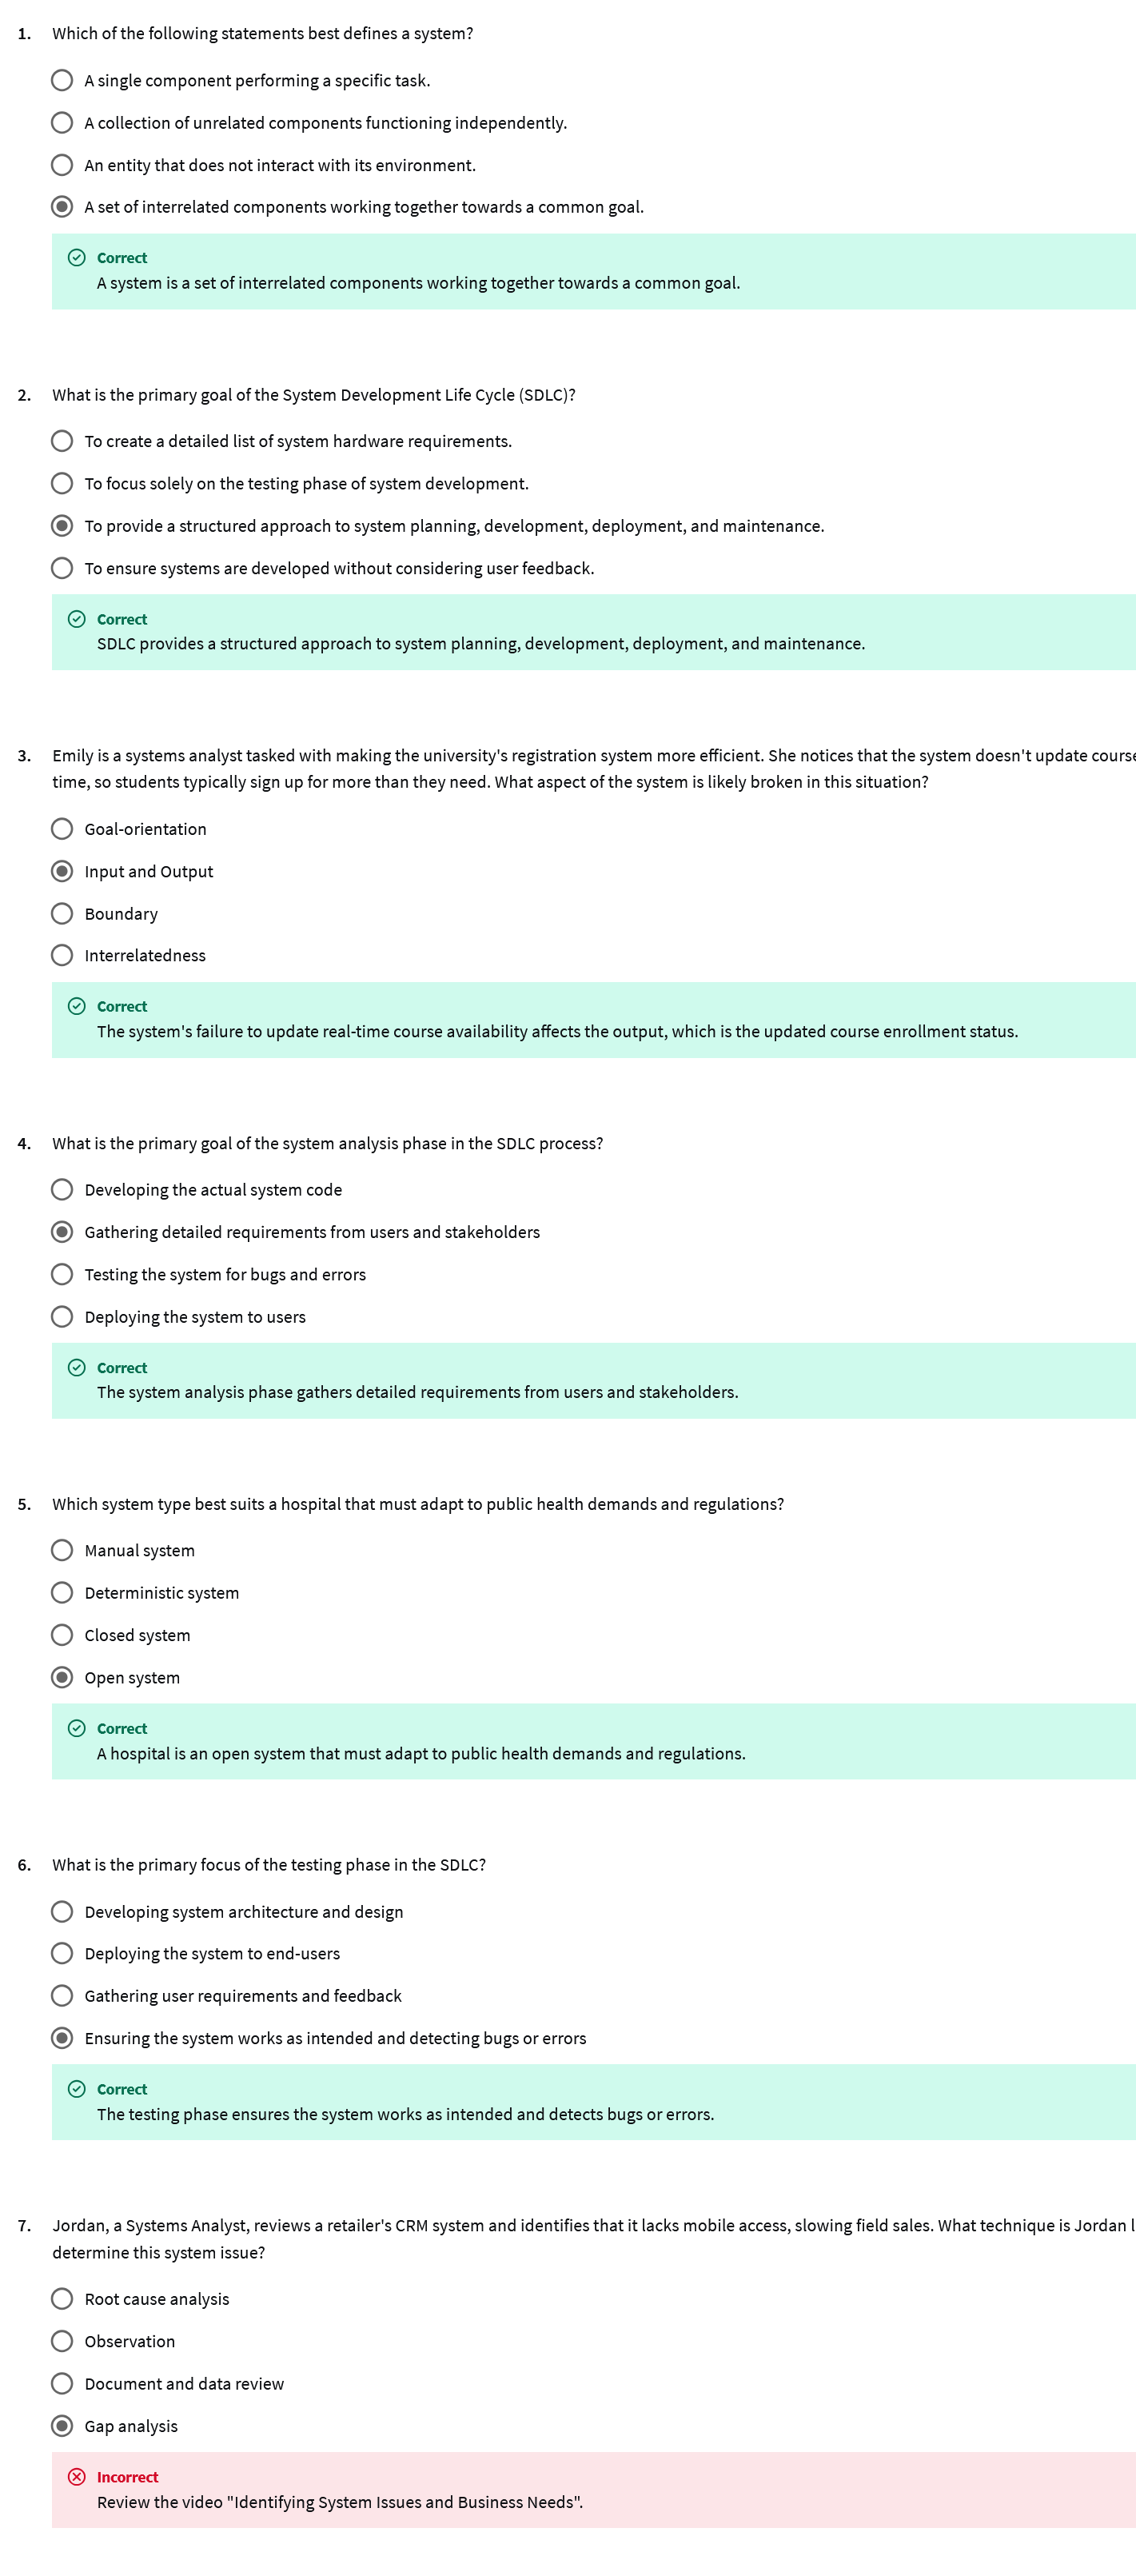 1. Which of the following statements best defines a system?
A single component performing a specific task.
A collection of unrelated components functioning independently.
An entity that does not interact with its environment.
A set of interrelated components working together towards a common goal.
Correct
A system is a set of interrelated components working together towards a common goal.
2. What is the primary goal of the System Development Life Cycle (SDLC)?
To create a detailed list of system hardware requirements.
To focus solely on the testing phase of system development.
To provide a structured approach to system planning, development, deployment, and maintenance.
To ensure systems are developed without considering user feedback.
Correct
SDLC provides a structured approach to system planning, development, deployment, and maintenance.
3. Emily is a systems analyst tasked with making the university's registration system more efficient. She notices that the system doesn't update course
time, so students typically sign up for more than they need. What aspect of the system is likely broken in this situation?
Goal-orientation
Input and Output
Boundary
Interrelatedness
Correct
The system's failure to update real-time course availability affects the output, which is the updated course enrollment status.
4. What is the primary goal of the system analysis phase in the SDLC process?
Developing the actual system code
Gathering detailed requirements from users and stakeholders
Testing the system for bugs and errors
Deploying the system to users
Correct
The system analysis phase gathers detailed requirements from users and stakeholders.
5. Which system type best suits a hospital that must adapt to public health demands and regulations?
Manual system
Deterministic system
Closed system
Open system
Correct
A hospital is an open system that must adapt to public health demands and regulations.
6. What is the primary focus of the testing phase in the SDLC?
Developing system architecture and design
Deploying the system to end-users
Gathering user requirements and feedback
Ensuring the system works as intended and detecting bugs or errors
Correct
The testing phase ensures the system works as intended and detects bugs or errors.
7. Jordan, a Systems Analyst, reviews a retailer's CRM system and identifies that it lacks mobile access, slowing field sales. What technique is Jordan
determine this system issue?
Root cause analysis
Observation
Document and data review
Gap analysis
Incorrect
Review the video "Identifying System Issues and Business Needs".